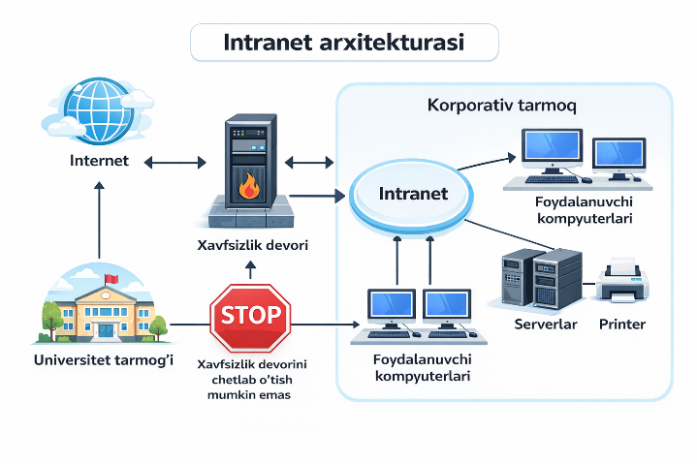 Intranet arxitekturasi
Korporativ tarmoq
Internet
Intranet
Foydalanuvchi
kompyuterlari
Xavfsizlik devori
STOP
Serverlar
Printer
Universitet tarmog'i
Xavfsizlik devorini
chetlab o'tish
mumkin emas
Foydalanuvchi
kompyuterlari